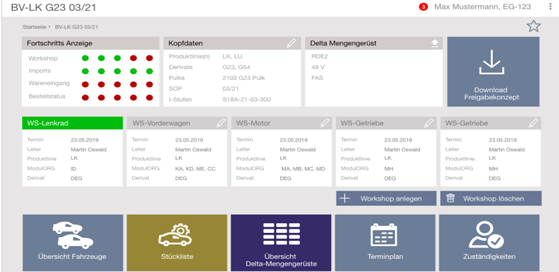 BV-LK G23 03/21
3 Max Mustermann, EG-123
Startseite › BV-LK G23 03/21
Fortschritts Anzeige
Workshop
Imports
Wareneingang
Bestellstatus
Kopfdaten
Produktlinie(n) LK, LU
Derivate G23, G54
Pulks 2103 G23 Pulk
SOP 03/21
I-Stufen S18A-21-03-300
Delta Mengengerüst
RDE2
48 V
FAS
Download
Freigabekonzept
WS-Lenkrad
Termin 23.05.2019
Leiter Martin Oswald
Produktlinie LK
ModulORG ID
Derivat DEG
WS-Vorderwagen
Termin 23.05.2019
Leiter Martin Oswald
Produktlinie LK
ModulORG KA, KD, ME, CC
Derivat DEG
WS-Motor
Termin 23.05.2019
Leiter Martin Oswald
Produktlinie LK
ModulORG MA, MB, MC, MD
Derivat DEG
WS-Getriebe
Termin 23.05.2019
Leiter Martin Oswald
Produktlinie LK
ModulORG MH
Derivat DEG
WS-Getriebe
Termin 23.05.2019
Leiter Martin Oswald
Produktlinie LK
ModulORG MH
Derivat DEG
Workshop anlegen
Workshop löschen
Übersicht Fahrzeuge
Stückliste
Übersicht
Delta-Mengengerüste
Terminplan
Zuständigkeiten